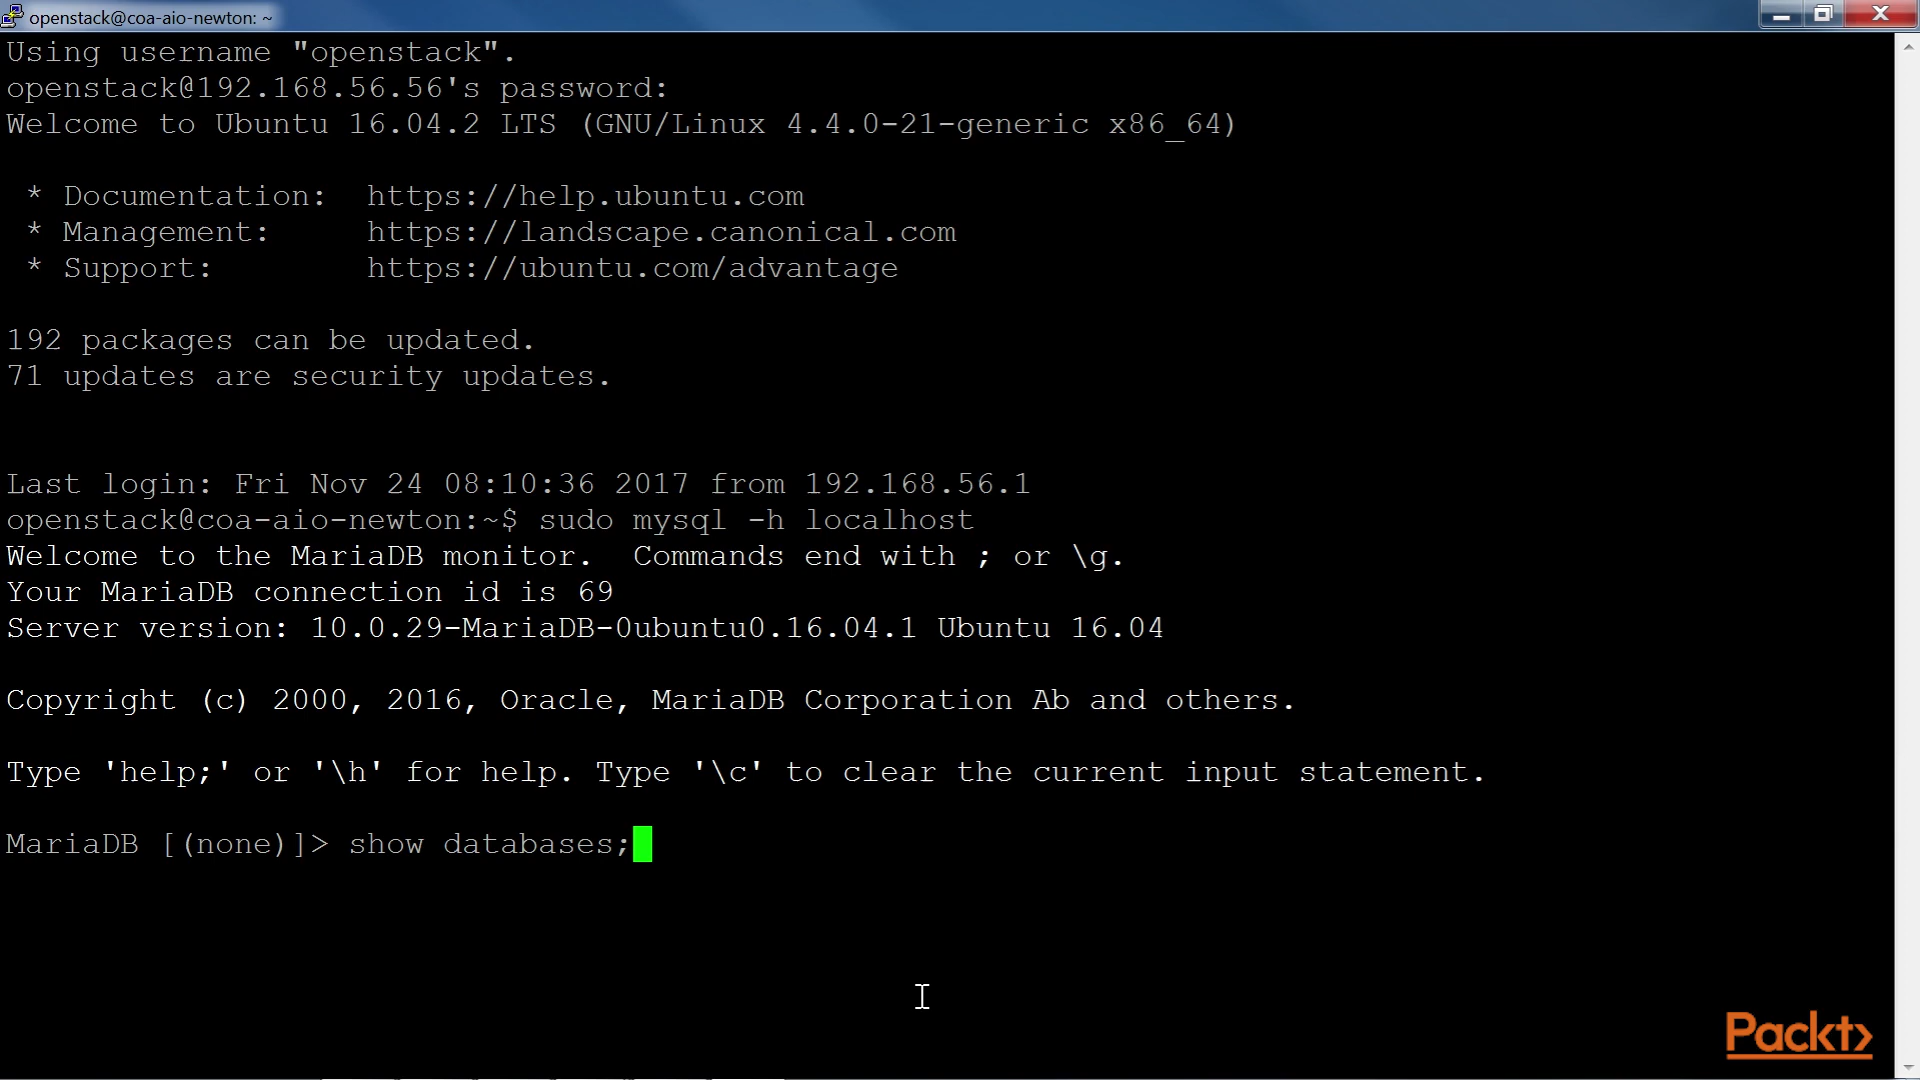 openstack@coa-aio-newton: ~
Using username "openstack".
openstack@192.168.56.56's password:
Welcome to Ubuntu 16.04.2 LTS (GNU/Linux 4.4.0-21-generic x86_64)
* Documentation:  https://help.ubuntu.com
* Management:     https://landscape.canonical.com
* Support:        https://ubuntu.com/advantage
192 packages can be updated.
71 updates are security updates.
Last login: Fri Nov 24 08:10:36 2017 from 192.168.56.1
openstack@coa-aio-newton:~$ sudo mysql -h localhost
Welcome to the MariaDB monitor.  Commands end with ; or \g.
Your MariaDB connection id is 69
Server version: 10.0.29-MariaDB-0ubuntu0.16.04.1 Ubuntu 16.04
Copyright (c) 2000, 2016, Oracle, MariaDB Corporation Ab and others.
Type 'help;' or '\h' for help. Type '\c' to clear the current input statement.
MariaDB [(none)]> show databases;
Packt>